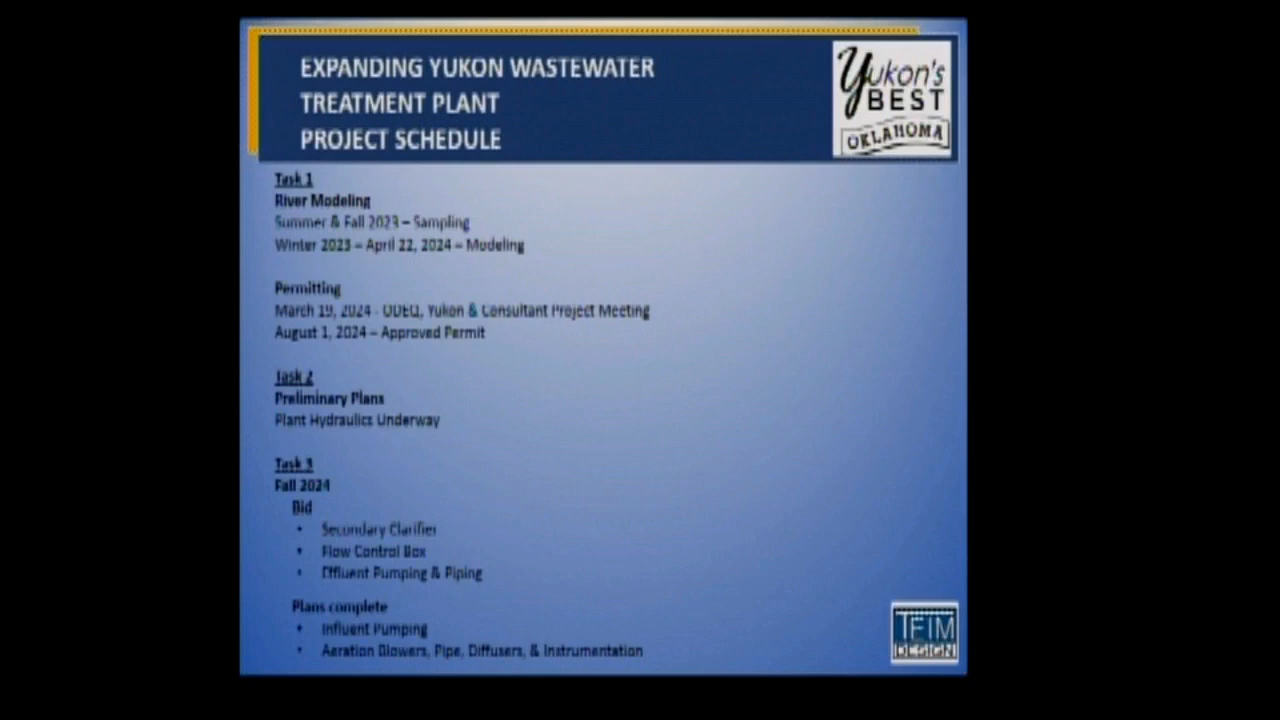 EXPANDING YUKON WASTEWATER
TREATMENT PLANT
PROJECT SCHEDULE
Yukon's
BEST
OKLAHOMA
Task 1
River Modeling
Summer & Fall 2023 – Sampling
Winter 2023 – April 22, 2024 – Modeling
Permitting
March 19, 2024 - ODEQ, Yukon & Consultant Project Meeting
August 1, 2024 – Approved Permit
Task 2
Preliminary Plans
Plant Hydraulics Underway
Task 3
Fall 2024
Bid
• Secondary Clarifier
• Flow Control Box
• Effluent Pumping & Piping
Plans complete
• Influent Pumping
• Aeration Blowers, Pipe, Diffusers, & Instrumentation
TEIM
DESIGN